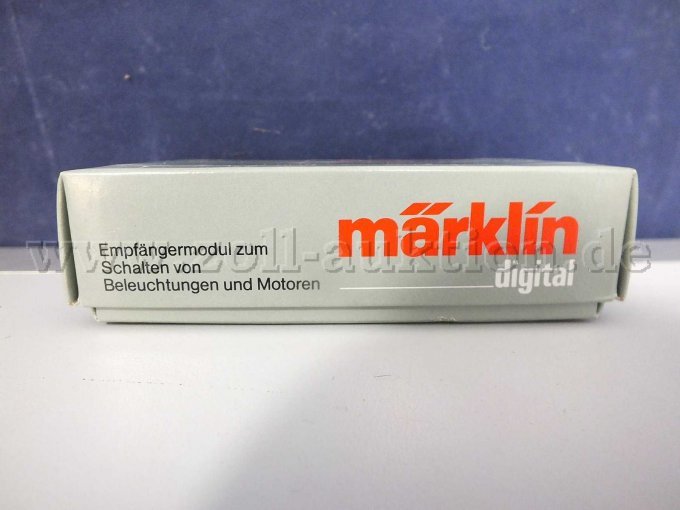 Empfängermodul zum
Schalten von
Beleuchtungen und Motoren
märklin
digital
www.zoll-auktion.de